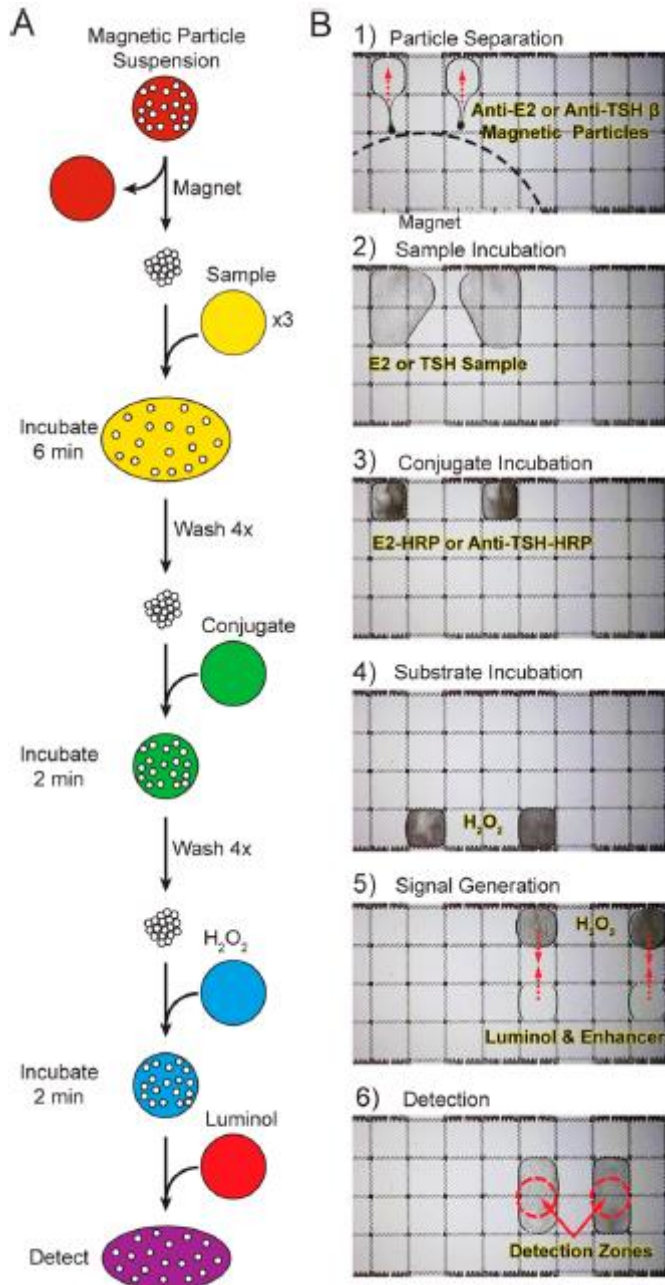 A
Magnetic Particle
Suspension
Magnet
Sample
x3
Incubate
6 min
Wash 4x
Conjugate
Incubate
2 min
Wash 4x
H₂O₂
Incubate
2 min
Luminol
Detect
B
1) Particle Separation
Anti-E2 or Anti-TSH β
Magnetic Particles
Magnet
2) Sample Incubation
E2 or TSH Sample
3) Conjugate Incubation
E2-HRP or Anti-TSH-HRP
4) Substrate Incubation
H₂O₂
5) Signal Generation
H₂O₂
Luminol & Enhancer
6) Detection
Detection Zones